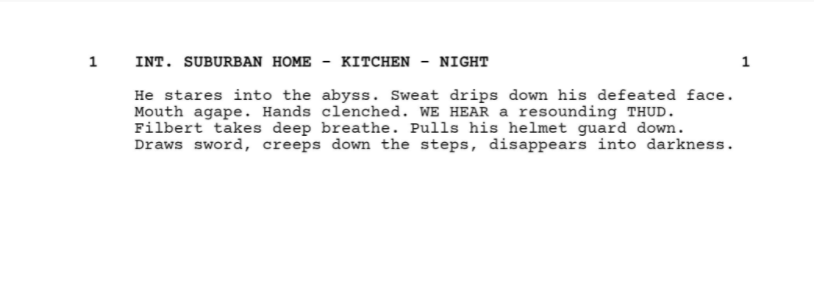 1 INT. SUBURBAN HOME - KITCHEN - NIGHT 1
He stares into the abyss. Sweat drips down his defeated face.
Mouth agape. Hands clenched. WE HEAR a resounding THUD.
Filbert takes deep breathe. Pulls his helmet guard down.
Draws sword, creeps down the steps, disappears into darkness.